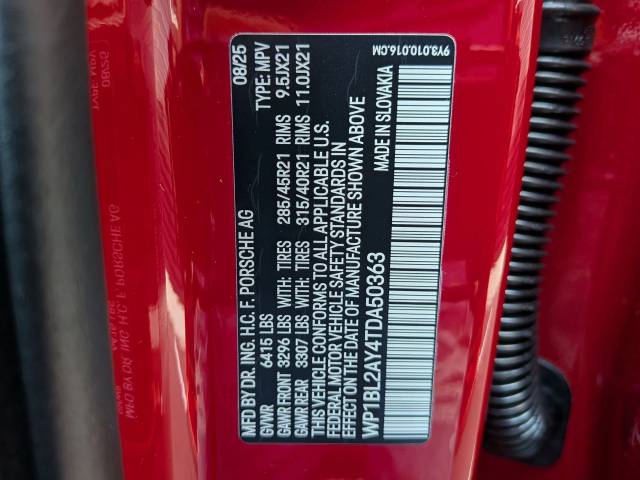 MFD BY DR. ING. H.C. F. PORSCHE AG 08/25
GVWR 6415 LBS TYPE: MPV
GAWR FRONT 3296 LBS WITH: TIRES 285/45R21 RIMS 9.5JX21
GAWR REAR 3307 LBS WITH: TIRES 315/40R21 RIMS 11.0JX21
THIS VEHICLE CONFORMS TO ALL APPLICABLE U.S.
FEDERAL MOTOR VEHICLE SAFETY STANDARDS IN
EFFECT ON THE DATE OF MANUFACTURE SHOWN ABOVE
WP1BL2AY4TDA50363 MADE IN SLOVAKIA
9Y3.010.016.CM